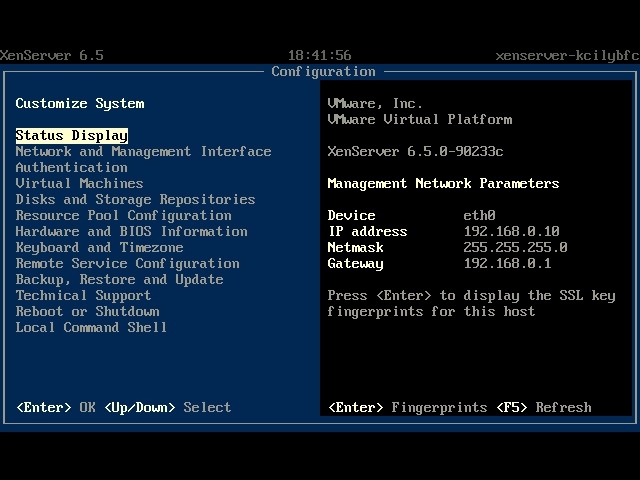 XenServer 6.5 18:41:56 xenserver-kcilybfc
Configuration
Customize System
Status Display
Network and Management Interface
Authentication
Virtual Machines
Disks and Storage Repositories
Resource Pool Configuration
Hardware and BIOS Information
Keyboard and Timezone
Remote Service Configuration
Backup, Restore and Update
Technical Support
Reboot or Shutdown
Local Command Shell
<Enter> OK <Up/Down> Select
VMware, Inc.
VMware Virtual Platform
XenServer 6.5.0-90233c
Management Network Parameters
Device eth0
IP address 192.168.0.10
Netmask 255.255.255.0
Gateway 192.168.0.1
Press <Enter> to display the SSL key
fingerprints for this host
<Enter> Fingerprints <F5> Refresh